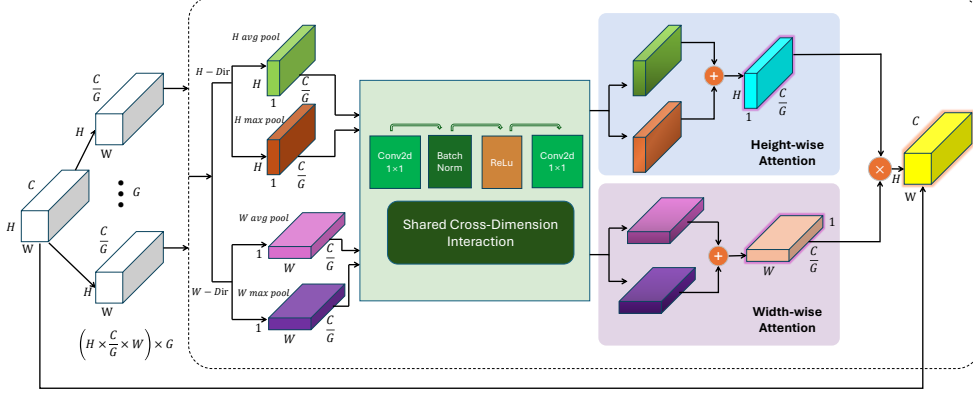 C
H
W
C/G
H
W
G
C/G
H
W
(H × C/G × W) × G
H − Dir
H avg pool
H
1
C/G
H max pool
H
1
C/G
W − Dir
W avg pool
1
W
C/G
W max pool
1
W
C/G
Conv2d
1×1
Batch
Norm
ReLu
Conv2d
1×1
Shared Cross-Dimension
Interaction
+
H
1
C/G
Height-wise
Attention
+
1
W
C/G
Width-wise
Attention
×
C
H
W